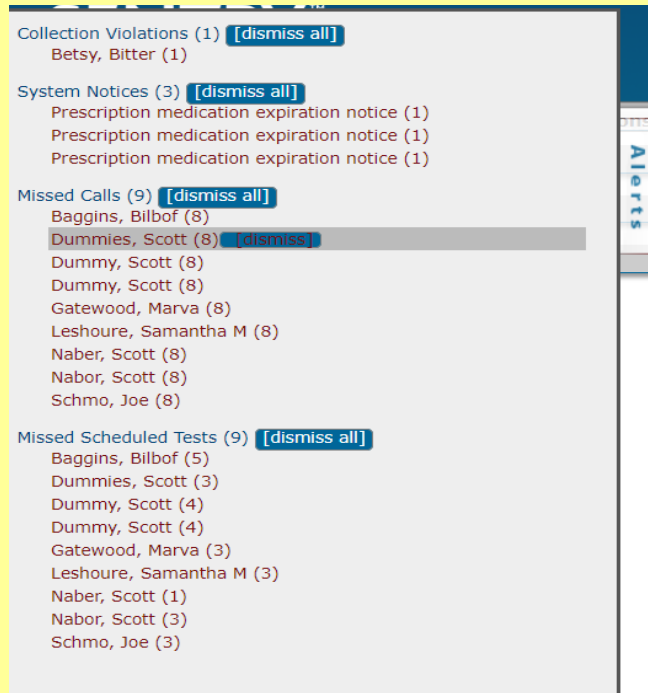 Collection Violations (1) [dismiss all]
Betsy, Bitter (1)
System Notices (3) [dismiss all]
Prescription medication expiration notice (1)
Prescription medication expiration notice (1)
Prescription medication expiration notice (1)
Missed Calls (9) [dismiss all]
Baggins, Bilbof (8)
Dummies, Scott (8) [dismiss]
Dummy, Scott (8)
Dummy, Scott (8)
Gatewood, Marva (8)
Leshoure, Samantha M (8)
Naber, Scott (8)
Nabor, Scott (8)
Schmo, Joe (8)
Missed Scheduled Tests (9) [dismiss all]
Baggins, Bilbof (5)
Dummies, Scott (3)
Dummy, Scott (4)
Dummy, Scott (4)
Gatewood, Marva (3)
Leshoure, Samantha M (3)
Naber, Scott (1)
Nabor, Scott (3)
Schmo, Joe (3)
Alerts